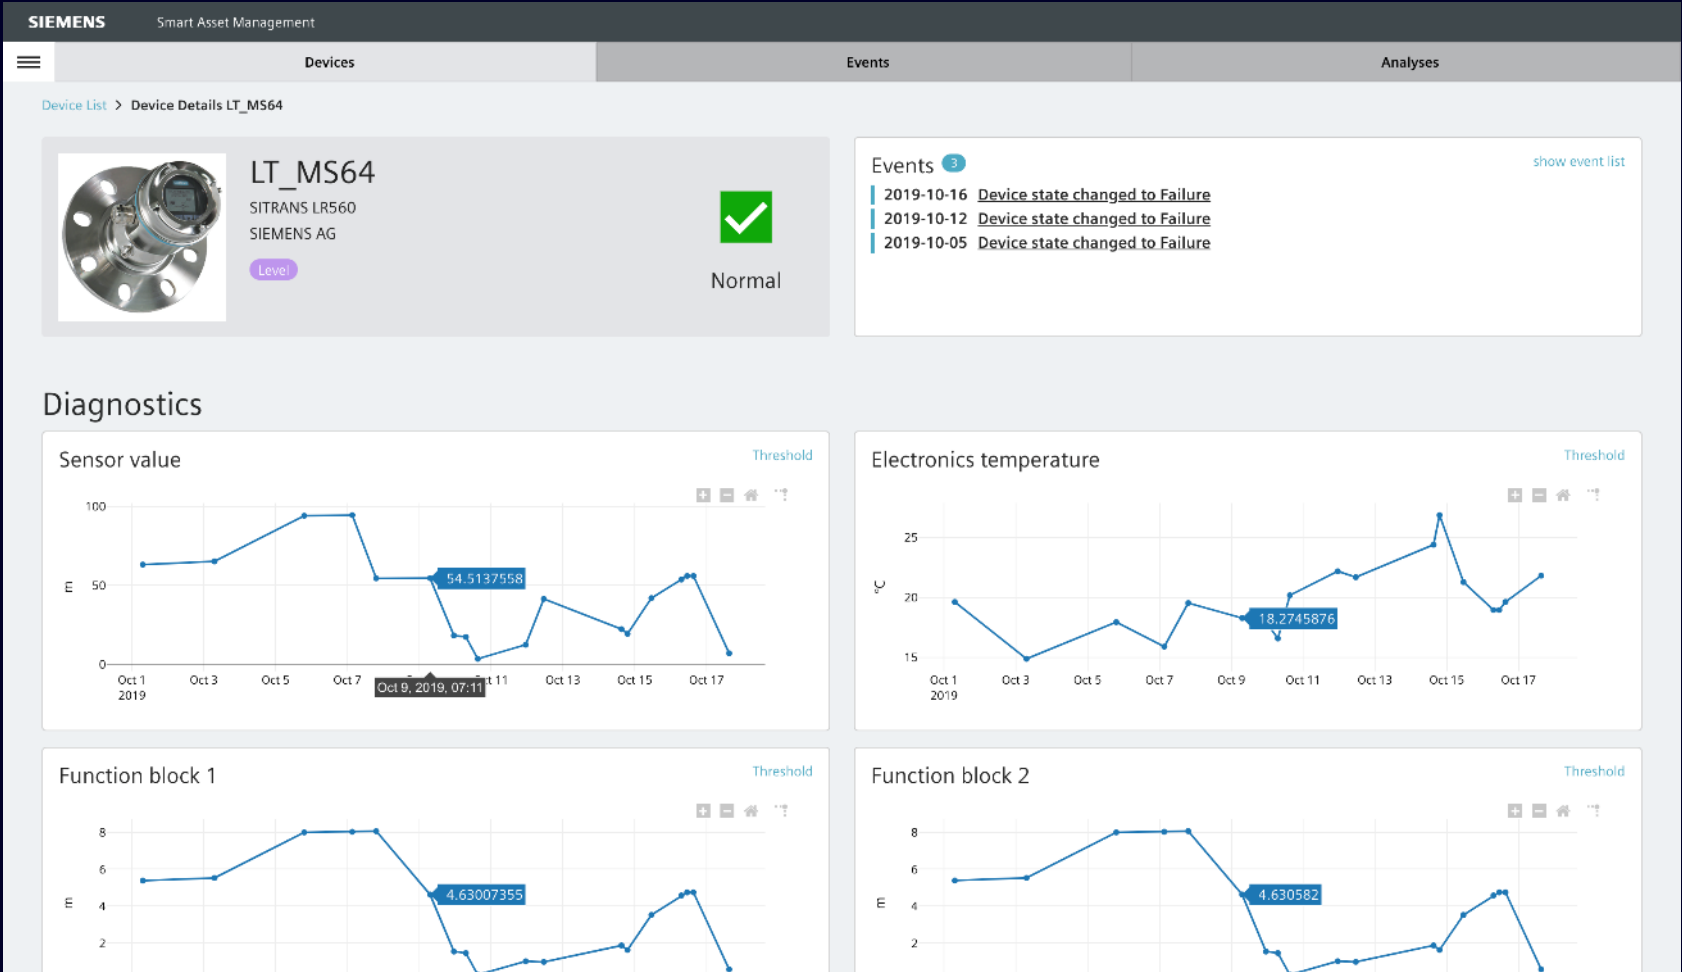 SIEMENS
Smart Asset Management
Devices
Events
Analyses
Device List > Device Details LT_MS64
LT_MS64
SITRANS LR560
SIEMENS AG
Level
Normal
Events 3
show event list
2019-10-16 Device state changed to Failure
2019-10-12 Device state changed to Failure
2019-10-05 Device state changed to Failure
Diagnostics
Sensor value
Threshold
100
50
0
m
54.5137558
Oct 1
2019
Oct 3
Oct 5
Oct 7
Oct 9, 2019, 07:11
11
Oct 13
Oct 15
Oct 17
Electronics temperature
Threshold
25
20
15
°C
18.2745876
Oct 1
2019
Oct 3
Oct 5
Oct 7
Oct 9
Oct 11
Oct 13
Oct 15
Oct 17
Function block 1
Threshold
8
6
4
2
m
4.63007355
Function block 2
Threshold
8
6
4
2
m
4.630582